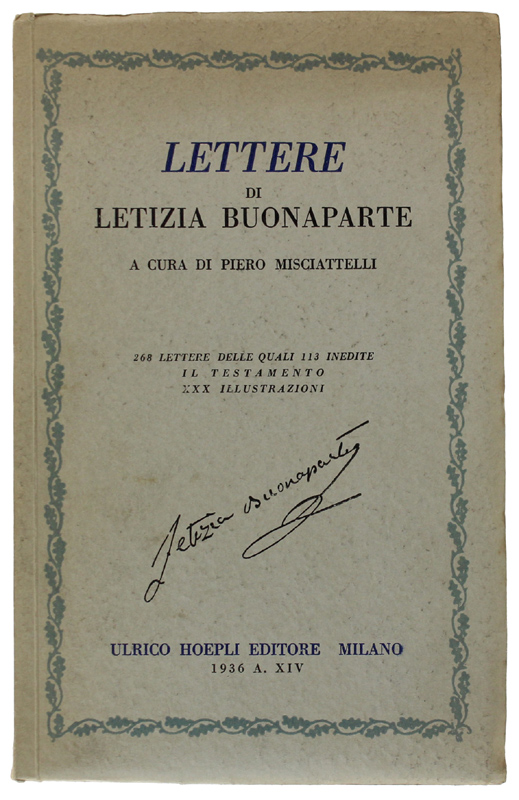 LETTERE
DI
LETIZIA BUONAPARTE
A CURA DI PIERO MISCIATTELLI
268 LETTERE DELLE QUALI 113 INEDITE
IL TESTAMENTO
XXX ILLUSTRAZIONI
Letizia Buonaparte
ULRICO HOEPLI EDITORE MILANO
1936 A. XIV